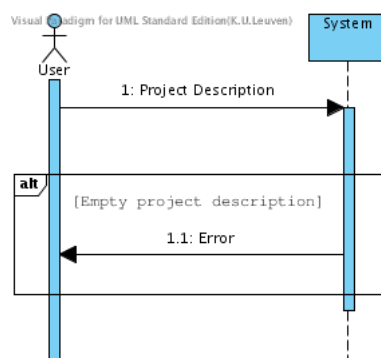 Visual Paradigm for UML Standard Edition(K.U.Leuven)
System
User
1: Project Description
alt
[Empty project description]
1.1: Error